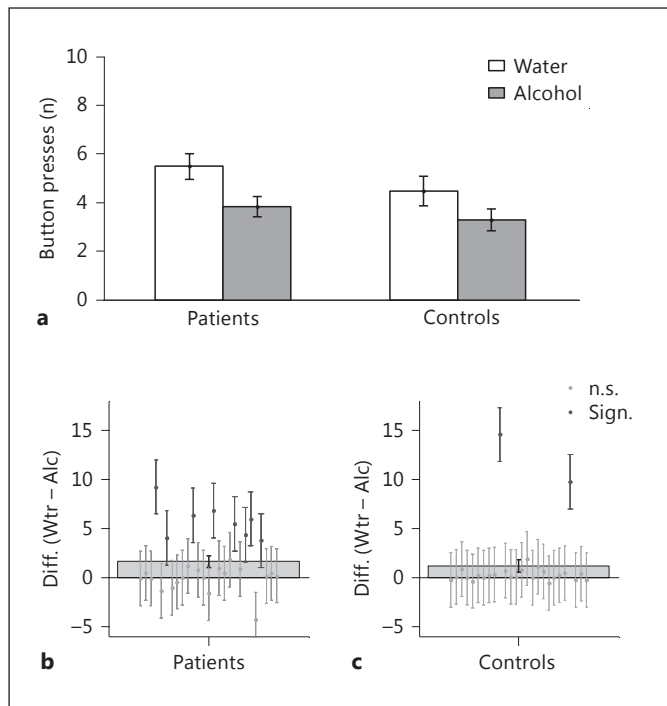 10
8
6
4
2
0
Button presses (n)
Water
Alcohol
a
Patients
Controls
15
10
5
0
–5
Diff. (Wtr – Alc)
b
Patients
n.s.
Sign.
15
10
5
0
–5
Diff. (Wtr – Alc)
c
Controls